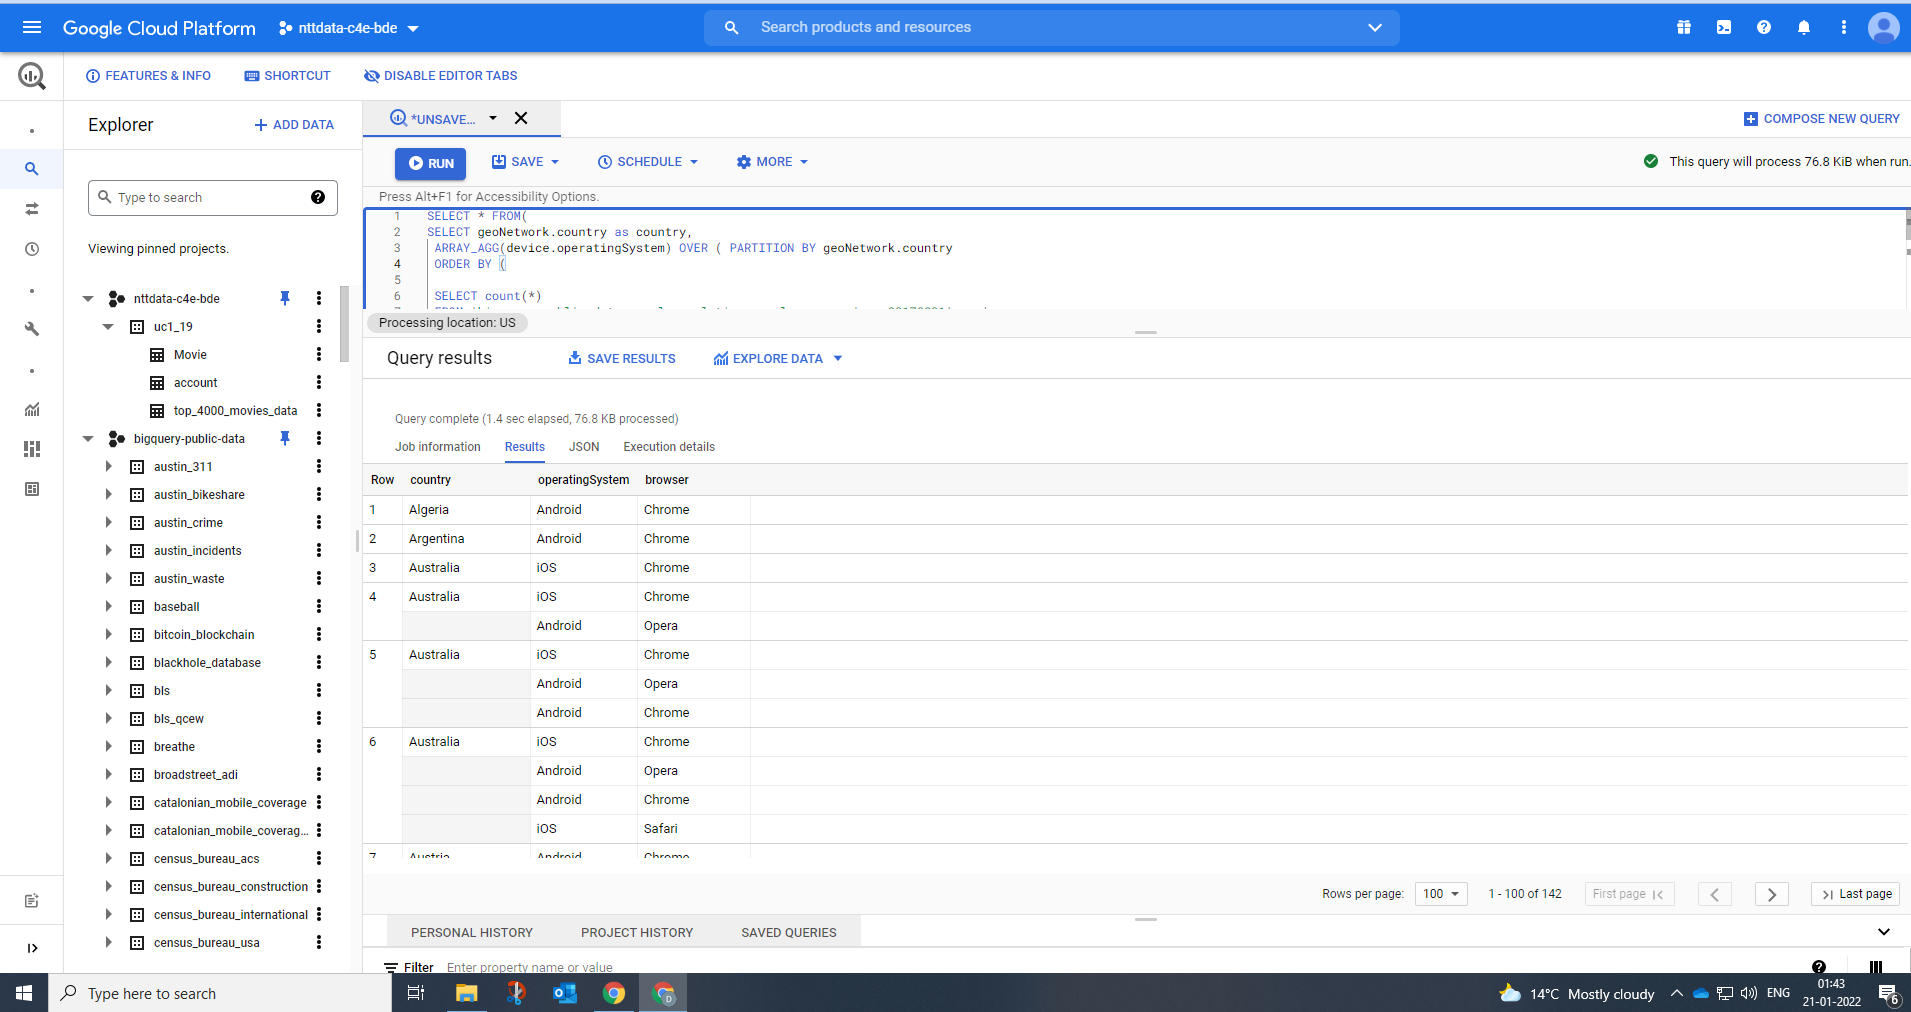 Google Cloud Platform nttdata-c4e-bde Search products and resources
FEATURES & INFO SHORTCUT DISABLE EDITOR TABS
Explorer + ADD DATA
Type to search
Viewing pinned projects.
nttdata-c4e-bde
uc1_19
Movie
account
top_4000_movies_data
bigquery-public-data
austin_311
austin_bikeshare
austin_crime
austin_incidents
austin_waste
baseball
bitcoin_blockchain
blackhole_database
bls
bls_qcew
breathe
broadstreet_adi
catalonian_mobile_coverage
catalonian_mobile_coverag...
census_bureau_acs
census_bureau_construction
census_bureau_international
census_bureau_usa
*UNSAVE... COMPOSE NEW QUERY
RUN SAVE SCHEDULE MORE This query will process 76.8 KiB when run.
Press Alt+F1 for Accessibility Options.
1 SELECT * FROM(
2 SELECT geoNetwork.country as country,
3 ARRAY_AGG(device.operatingSystem) OVER ( PARTITION BY geoNetwork.country
4 ORDER BY (
5
6 SELECT count(*)
Processing location: US
Query results SAVE RESULTS EXPLORE DATA
Query complete (1.4 sec elapsed, 76.8 KB processed)
Job information Results JSON Execution details
Row country operatingSystem browser
1 Algeria Android Chrome
2 Argentina Android Chrome
3 Australia iOS Chrome
4 Australia iOS Chrome
Android Opera
5 Australia iOS Chrome
Android Opera
Android Chrome
6 Australia iOS Chrome
Android Opera
Android Chrome
iOS Safari
7 Austria Android Chrome
Rows per page: 100 1 - 100 of 142 First page Last page
PERSONAL HISTORY PROJECT HISTORY SAVED QUERIES
Filter Enter property name or value
Type here to search 14°C Mostly cloudy ENG 01:43
21-01-2022 6